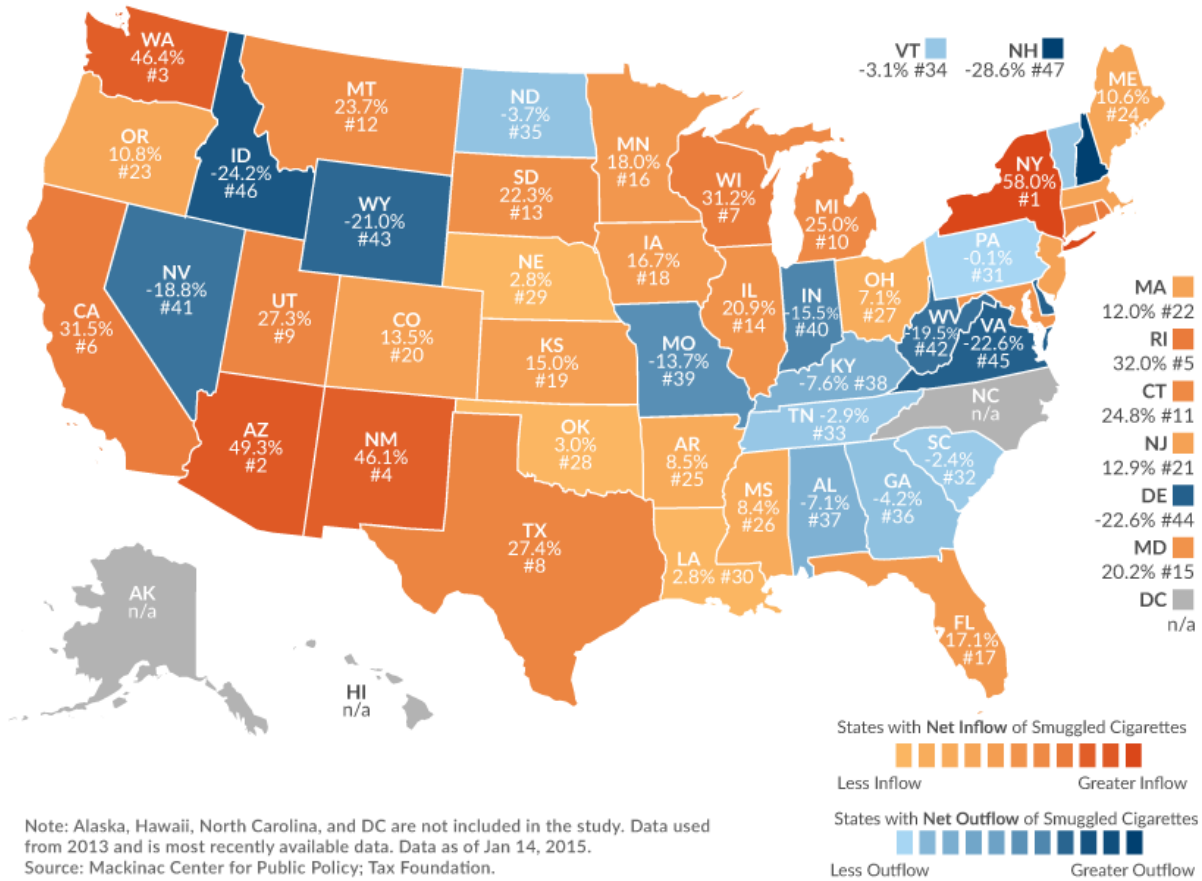 WA
46.4%
#3
MT
23.7%
#12
ND
-3.7%
#35
VT
-3.1% #34
NH
-28.6% #47
ME
10.6%
#24
OR
10.8%
#23
ID
-24.2%
#46
WY
-21.0%
#43
SD
22.3%
#13
MN
18.0%
#16
WI
31.2%
#7
MI
25.0%
#10
NY
58.0%
#1
NV
-18.8%
#41
UT
27.3%
#9
CA
31.5%
#6
CO
13.5%
#20
NE
2.8%
#29
IA
16.7%
#18
KS
15.0%
#19
MO
-13.7%
#39
IL
20.9%
#14
IN
-15.5%
#40
OH
7.1%
#27
PA
-0.1%
#31
WV
-19.5%
#42
VA
-22.6%
#45
KY
-7.6% #38
TN -2.9%
#33
NC
n/a
SC
-2.4%
#32
AZ
49.3%
#2
NM
46.1%
#4
OK
3.0%
#28
AR
8.5%
#25
MS
8.4%
#26
AL
-7.1%
#37
GA
-4.2%
#36
TX
27.4%
#8
LA
2.8% #30
FL
17.1%
#17
AK
n/a
HI
n/a
MA
12.0% #22
RI
32.0% #5
CT
24.8% #11
NJ
12.9% #21
DE
-22.6% #44
MD
20.2% #15
DC
n/a
States with Net Inflow of Smuggled Cigarettes
Less Inflow
Greater Inflow
States with Net Outflow of Smuggled Cigarettes
Less Outflow
Greater Outflow
Note: Alaska, Hawaii, North Carolina, and DC are not included in the study. Data used
from 2013 and is most recently available data. Data as of Jan 14, 2015.
Source: Mackinac Center for Public Policy; Tax Foundation.